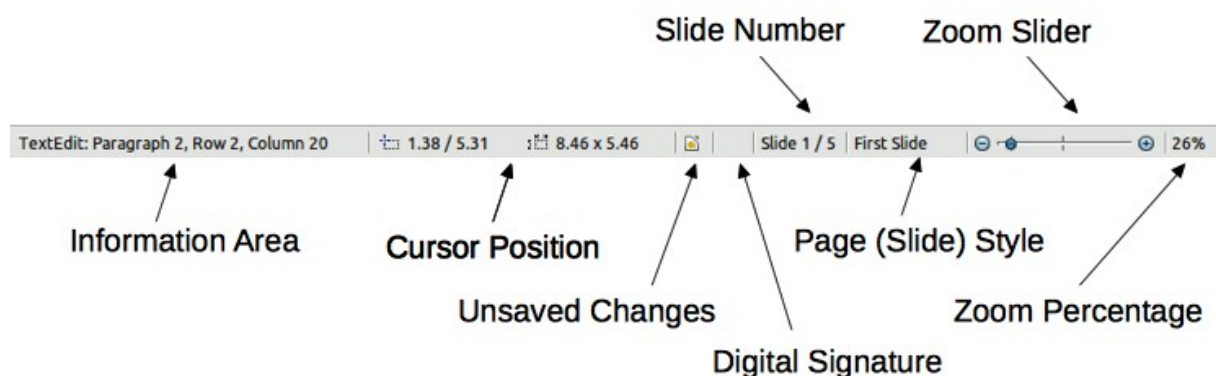 Slide Number Zoom Slider
TextEdit: Paragraph 2, Row 2, Column 20 1.38 / 5.31 8.46 x 5.46 Slide 1 / 5 First Slide 26%
Information Area Cursor Position Page (Slide) Style
Unsaved Changes Zoom Percentage
Digital Signature